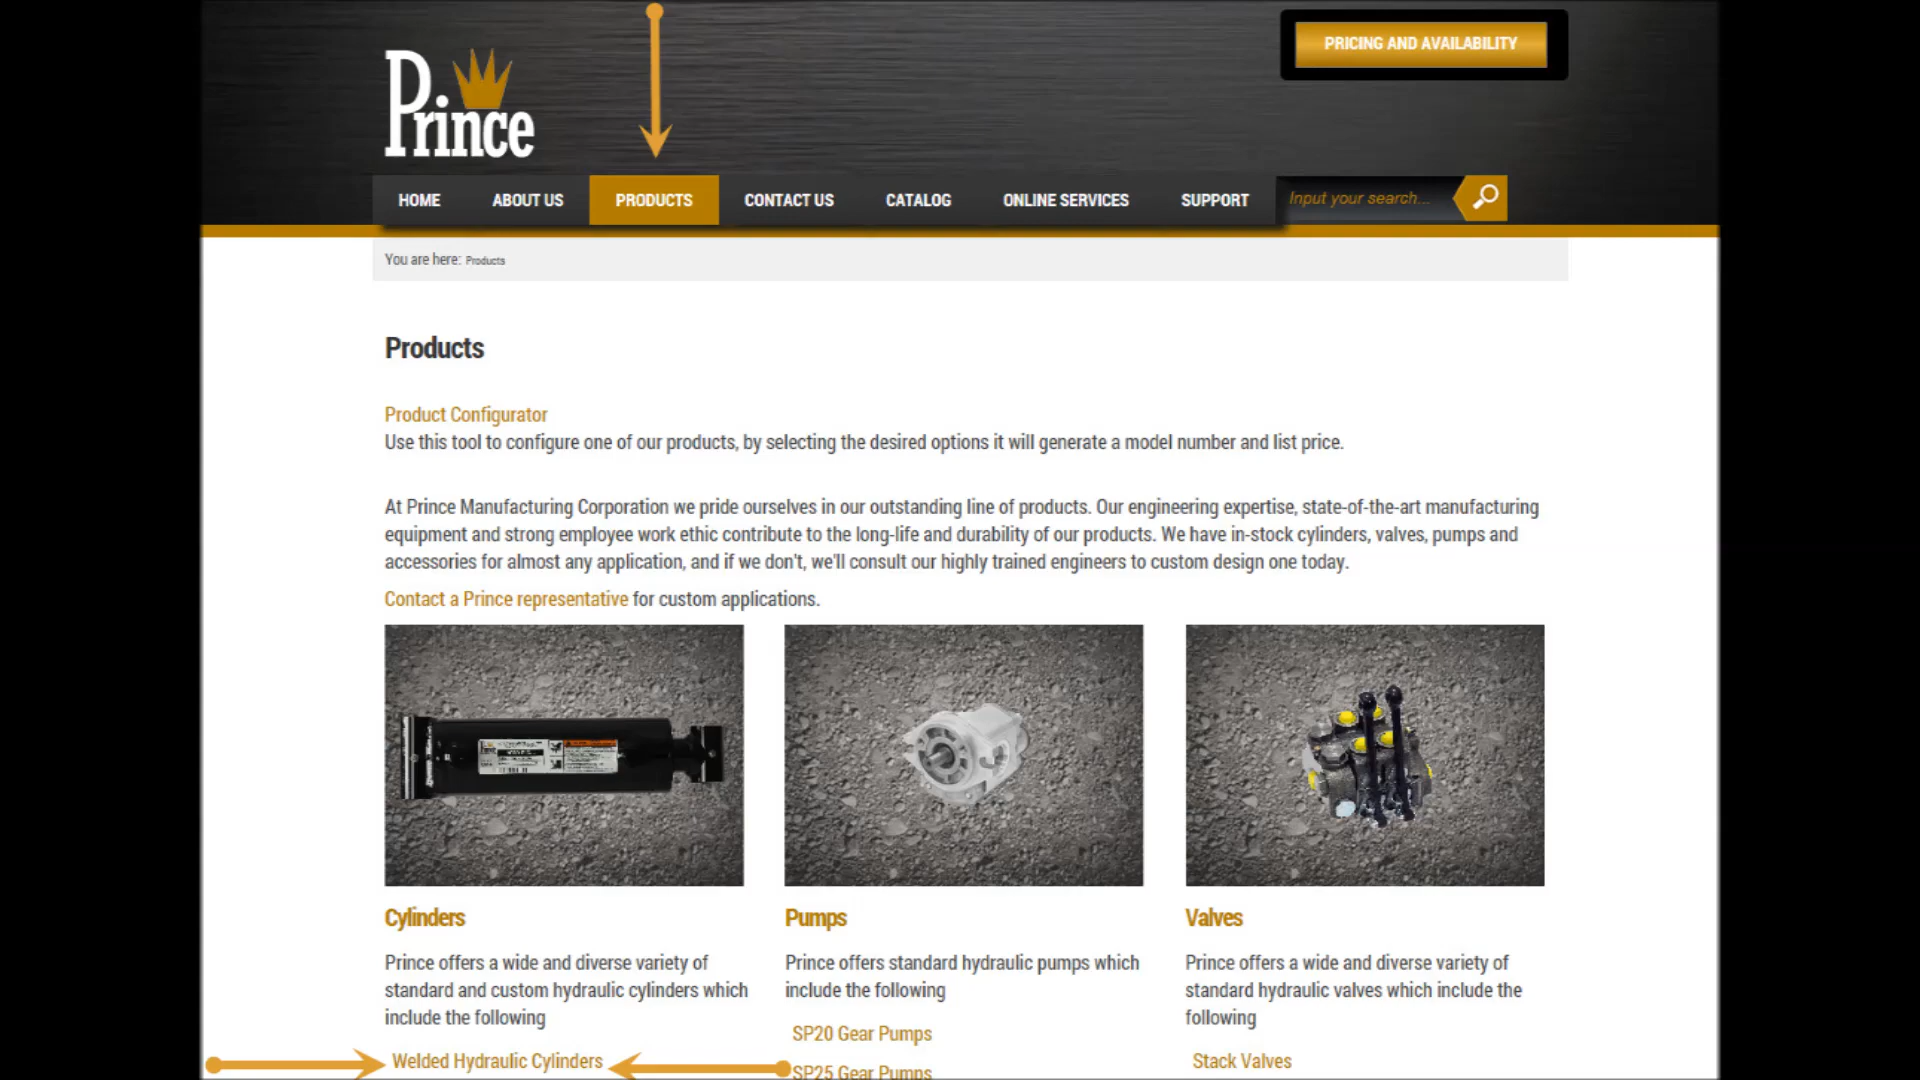 PRICING AND AVAILABILITY
Prince
HOME ABOUT US PRODUCTS CONTACT US CATALOG ONLINE SERVICES SUPPORT Input your search...
You are here: Products
Products
Product Configurator
Use this tool to configure one of our products, by selecting the desired options it will generate a model number and list price.
At Prince Manufacturing Corporation we pride ourselves in our outstanding line of products. Our engineering expertise, state-of-the-art manufacturing
equipment and strong employee work ethic contribute to the long-life and durability of our products. We have in-stock cylinders, valves, pumps and
accessories for almost any application, and if we don't, we'll consult our highly trained engineers to custom design one today.
Contact a Prince representative for custom applications.
Cylinders
Prince offers a wide and diverse variety of
standard and custom hydraulic cylinders which
include the following
Welded Hydraulic Cylinders
Pumps
Prince offers standard hydraulic pumps which
include the following
SP20 Gear Pumps
SP25 Gear Pumps
Valves
Prince offers a wide and diverse variety of
standard hydraulic valves which include the
following
Stack Valves